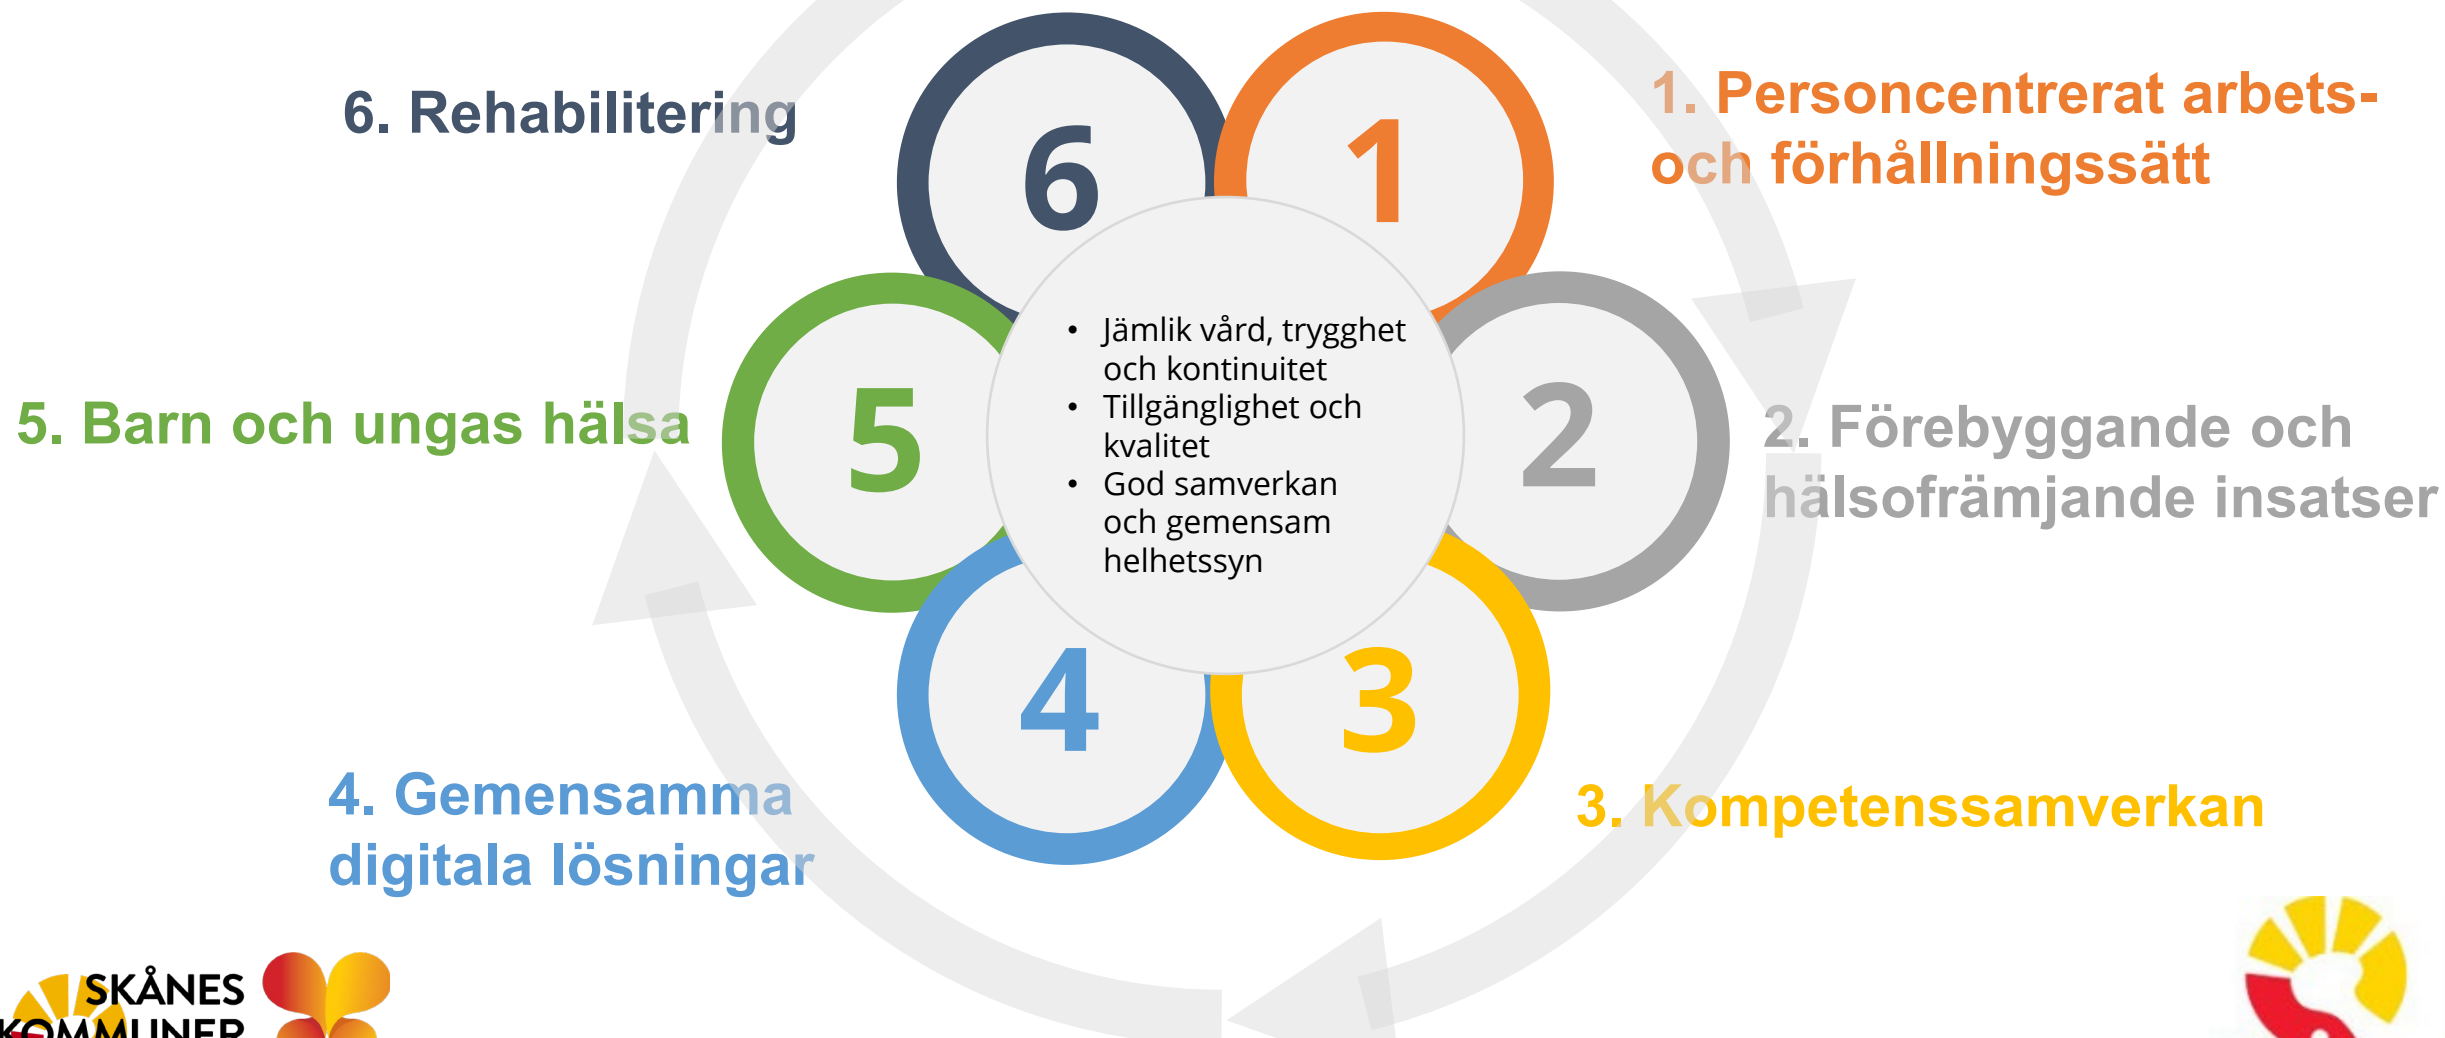 6. Rehabilitering
1. Personcentrerat arbets-
och förhållningssätt
6
1
5. Barn och ungas hälsa
5
• Jämlik vård, trygghet
och kontinuitet
• Tillgänglighet och
kvalitet
• God samverkan
och gemensam
helhetssyn
2
2. Förebyggande och
hälsofrämjande insatser
4
3
4. Gemensamma
digitala lösningar
3. Kompetenssamverkan
SKÅNES
KOMMUNER